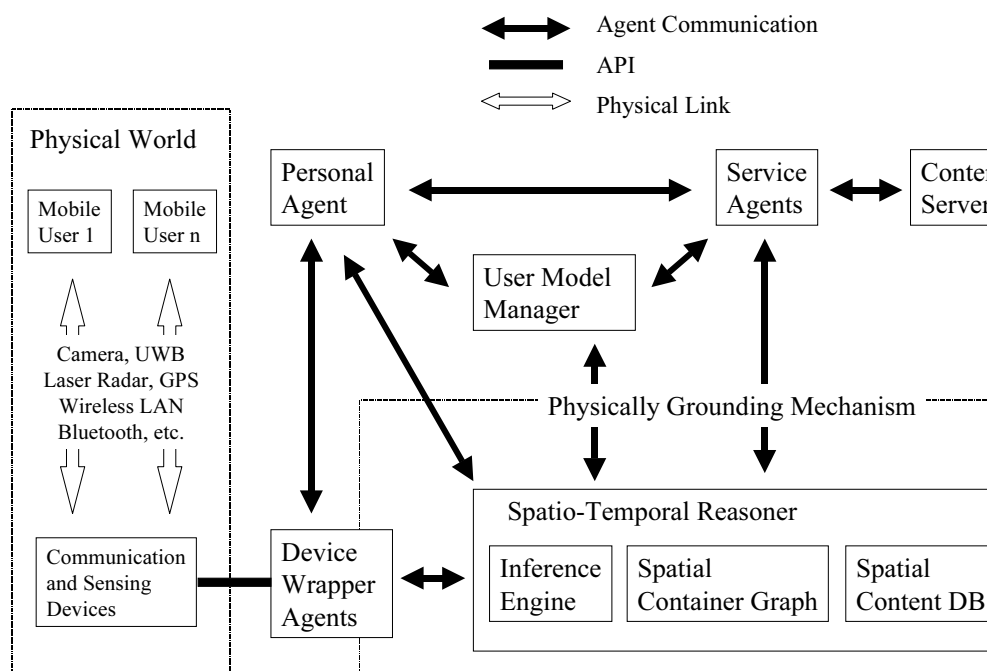 Agent Communication
API
Physical Link
Physical World
Mobile
User 1
Mobile
User n
Camera, UWB
Laser Radar, GPS
Wireless LAN
Bluetooth, etc.
Communication
and Sensing
Devices
Personal
Agent
Service
Agents
Conten
Server
User Model
Manager
Physically Grounding Mechanism
Device
Wrapper
Agents
Spatio-Temporal Reasoner
Inference
Engine
Spatial
Container Graph
Spatial
Content DB